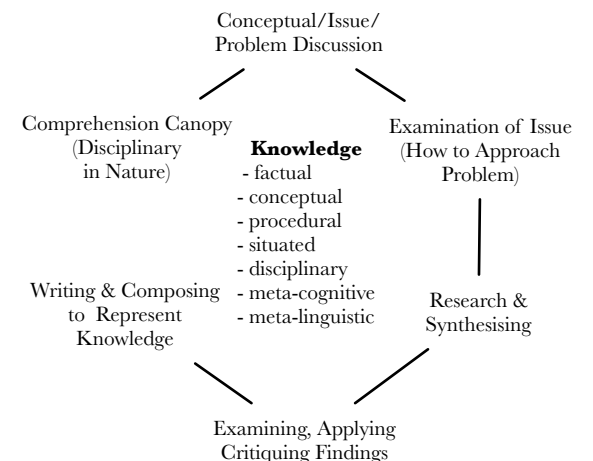 Conceptual/Issue/
Problem Discussion
Comprehension Canopy
(Disciplinary
in Nature)
Knowledge
- factual
- conceptual
- procedural
- situated
- disciplinary
- meta-cognitive
- meta-linguistic
Examination of Issue
(How to Approach
Problem)
Writing & Composing
to Represent
Knowledge
Research &
Synthesising
Examining, Applying
Critiquing Findings